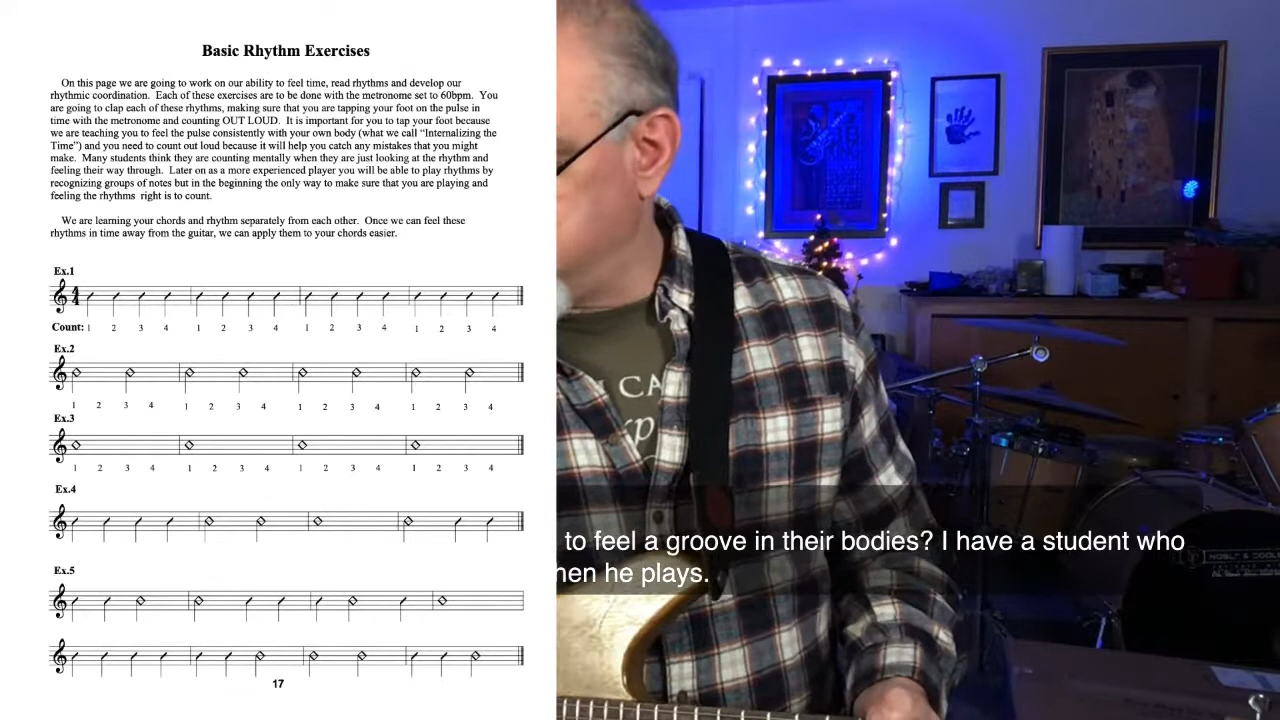 Basic Rhythm Exercises
On this page we are going to work on our ability to feel time, read rhythms and develop our
rhythmic coordination. Each of these exercises are to be done with the metronome set to 60bpm. You
are going to clap each of these rhythms, making sure that you are tapping your foot on the pulse in
time with the metronome and counting OUT LOUD. It is important for you to tap your foot because
we are teaching you to feel the pulse consistently with your own body (what we call “Internalizing the
Time”) and you need to count out loud because it will help you catch any mistakes that you might
make. Many students think they are counting mentally when they are just looking at the rhythm and
feeling their way through. Later on as a more experienced player you will be able to play rhythms by
recognizing groups of notes but in the beginning the only way to make sure that you are playing and
feeling the rhythms right is to count.
We are learning your chords and rhythm separately from each other. Once we can feel these
rhythms in time away from the guitar, we can apply them to your chords easier.
Ex.1
4
4
Count: 1 2 3 4 1 2 3 4 1 2 3 4 1 2 3 4
Ex.2
1 2 3 4 1 2 3 4 1 2 3 4 1 2 3 4
Ex.3
1 2 3 4 1 2 3 4 1 2 3 4 1 2 3 4
Ex.4
Ex.5
17
CA
to feel a groove in their bodies? I have a student who
hen he plays.